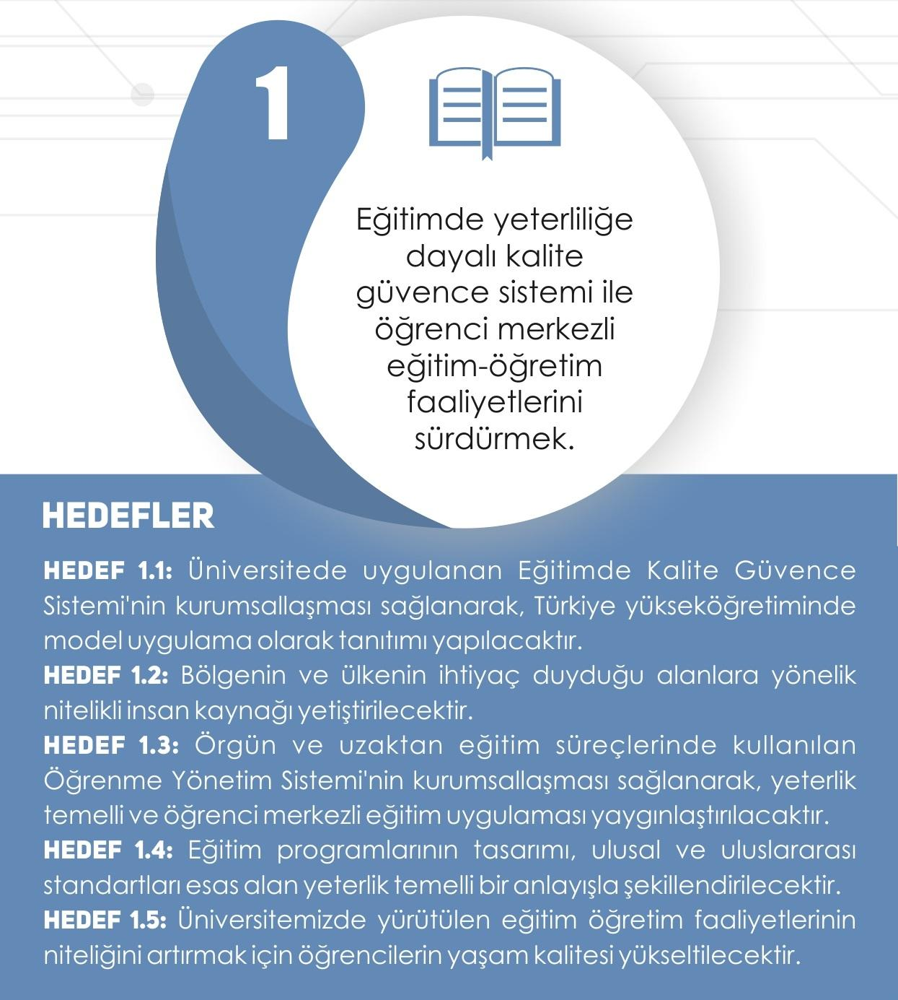 1
Eğitimde yeterliliğe
dayalı kalite
güvence sistemi ile
öğrenci merkezli
eğitim-öğretim
faaliyetlerini
sürdürmek.
HEDEFLER
HEDEF 1.1: Üniversitede uygulanan Eğitimde Kalite Güvence
Sistemi'nin kurumsallaşması sağlanarak, Türkiye yükseköğretiminde
model uygulama olarak tanıtımı yapılacaktır.
HEDEF 1.2: Bölgenin ve ülkenin ihtiyaç duyduğu alanlara yönelik
nitelikli insan kaynağı yetiştirilecektir.
HEDEF 1.3: Örgün ve uzaktan eğitim süreçlerinde kullanılan
Öğrenme Yönetim Sistemi'nin kurumsallaşması sağlanarak, yeterlik
temelli ve öğrenci merkezli eğitim uygulaması yaygınlaştırılacaktır.
HEDEF 1.4: Eğitim programlarının tasarımı, ulusal ve uluslararası
standartları esas alan yeterlik temelli bir anlayışla şekillendirilecektir.
HEDEF 1.5: Üniversitemizde yürütülen eğitim öğretim faaliyetlerinin
niteliğini artırmak için öğrencilerin yaşam kalitesi yükseltilecektir.